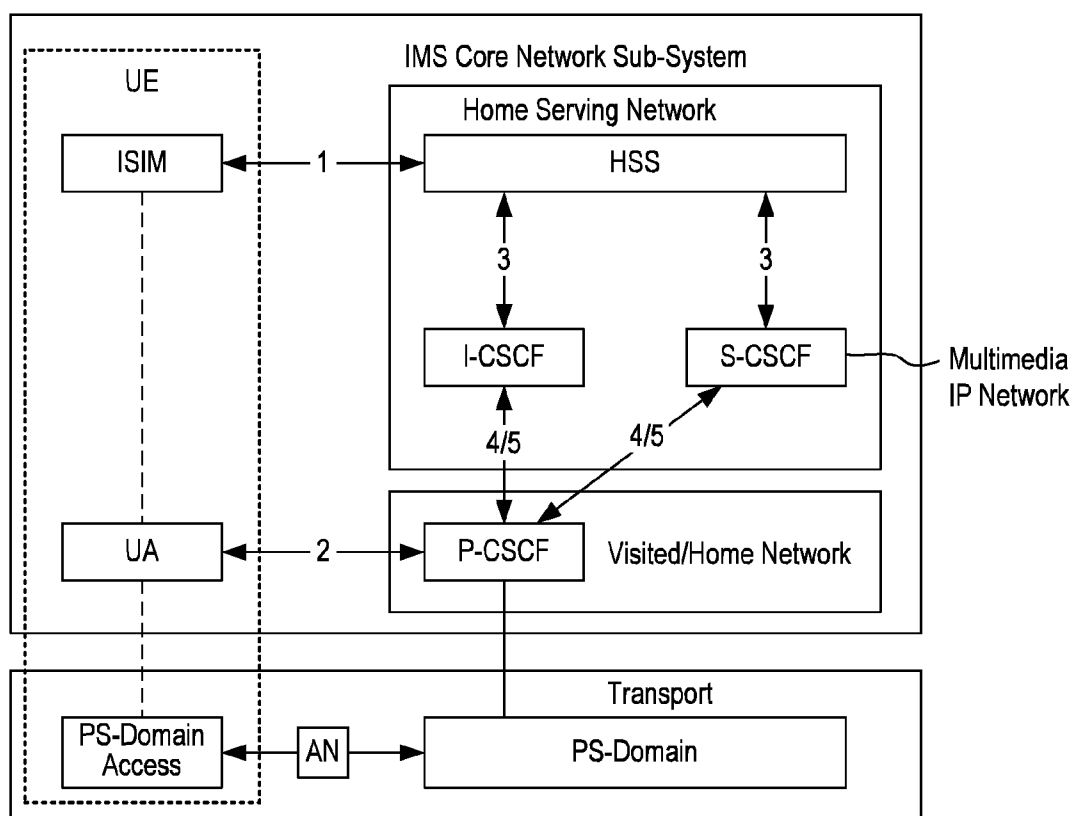 IMS Core Network Sub-System
UE
Home Serving Network
ISIM
1
HSS
3
3
I-CSCF
S-CSCF
Multimedia
IP Network
4/5
4/5
UA
2
P-CSCF
Visited/Home Network
Transport
PS-Domain
Access
AN
PS-Domain